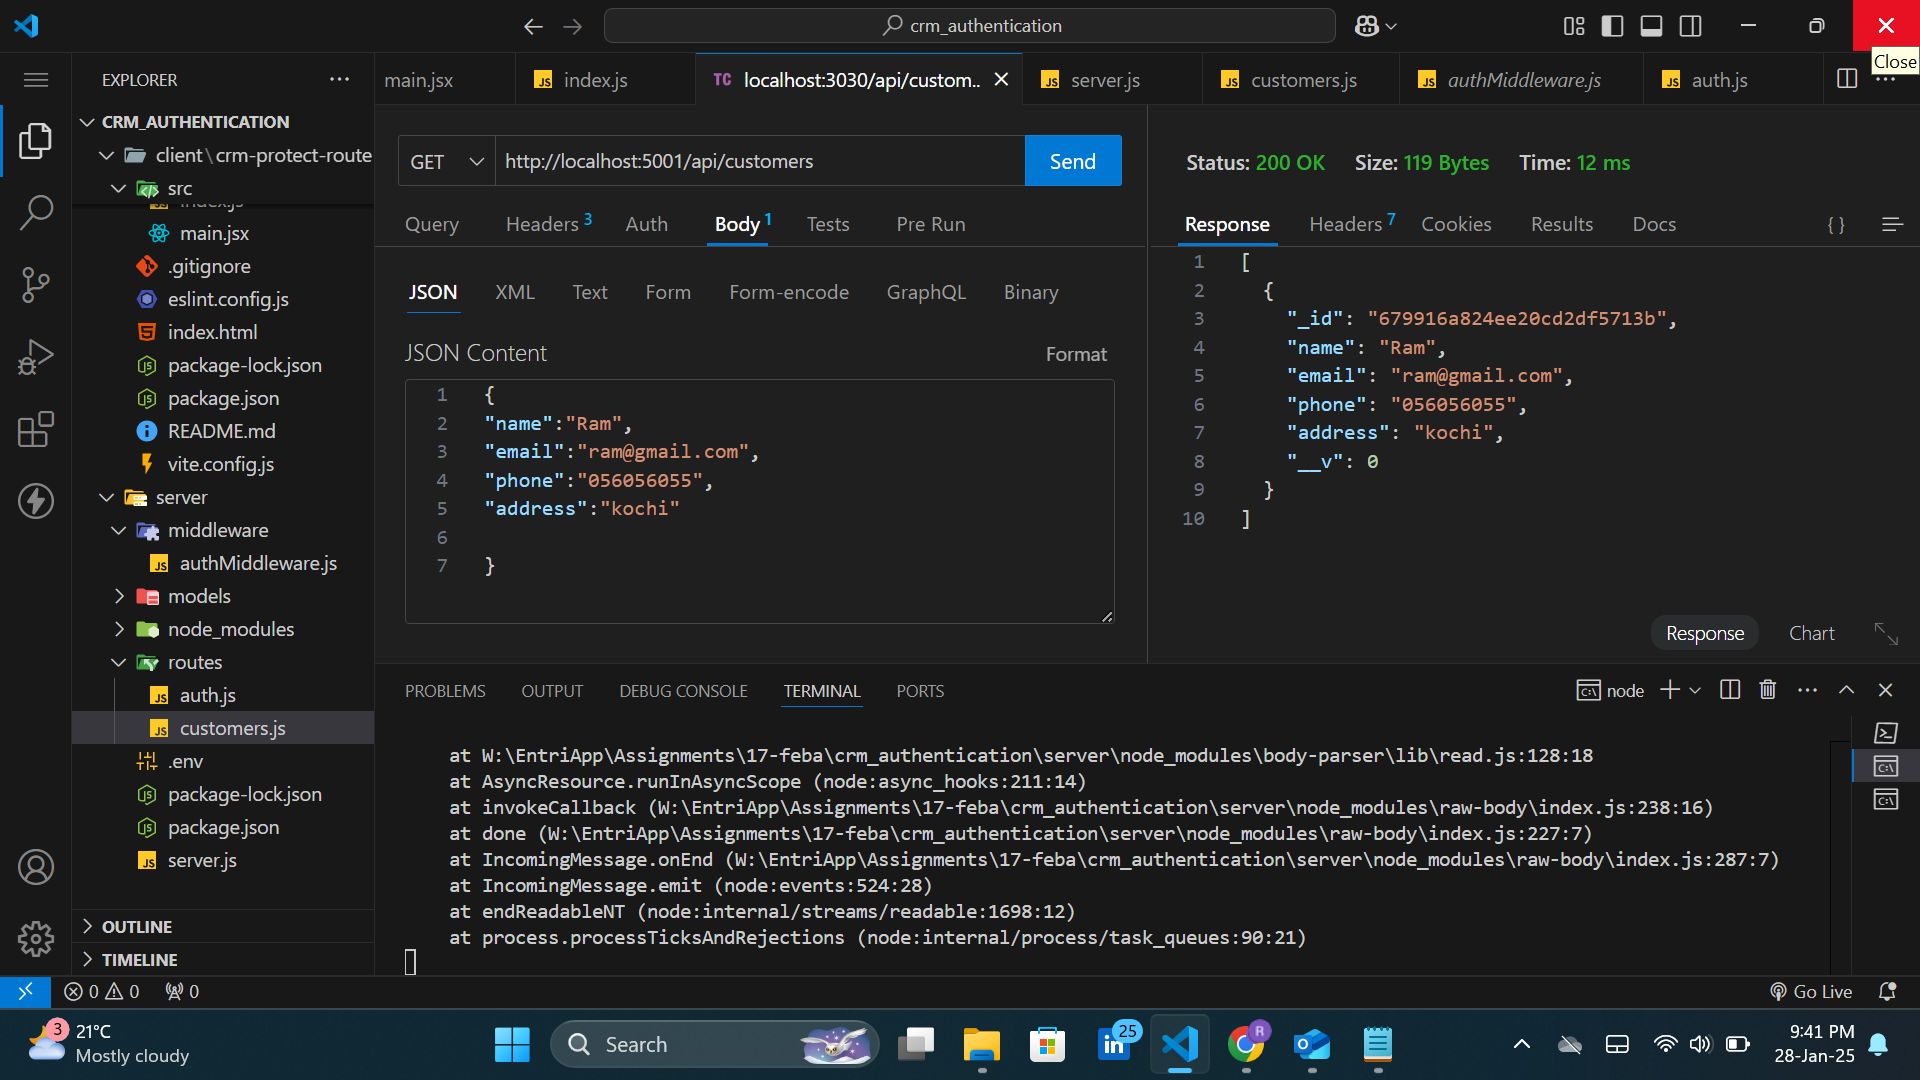 crm_authentication
Close
EXPLORER
main.jsx
index.js
TC localhost:3030/api/custom..
JS server.js
JS customers.js
JS authMiddleware.js
JS auth.js
CRM_AUTHENTICATION
client\crm-protect-route
src
index.js
main.jsx
.gitignore
eslint.config.js
index.html
package-lock.json
package.json
README.md
vite.config.js
server
middleware
JS authMiddleware.js
models
node_modules
routes
JS auth.js
JS customers.js
.env
package-lock.json
package.json
JS server.js
OUTLINE
TIMELINE
GET
http://localhost:5001/api/customers
Send
Query
Headers 3
Auth
Body 1
Tests
Pre Run
JSON
XML
Text
Form
Form-encode
GraphQL
Binary
JSON Content
Format
1 {
2 "name":"Ram",
3 "email":"ram@gmail.com",
4 "phone":"056056055",
5 "address":"kochi"
6
7 }
Status: 200 OK Size: 119 Bytes Time: 12 ms
Response
Headers 7
Cookies
Results
Docs
{ }
1 [
2 {
3 "_id": "679916a824ee20cd2df5713b",
4 "name": "Ram",
5 "email": "ram@gmail.com",
6 "phone": "056056055",
7 "address": "kochi",
8 "__v": 0
9 }
10 ]
Response
Chart
PROBLEMS
OUTPUT
DEBUG CONSOLE
TERMINAL
PORTS
node
at W:\EntriApp\Assignments\17-feba\crm_authentication\server\node_modules\body-parser\lib\read.js:128:18
at AsyncResource.runInAsyncScope (node:async_hooks:211:14)
at invokeCallback (W:\EntriApp\Assignments\17-feba\crm_authentication\server\node_modules\raw-body\index.js:238:16)
at done (W:\EntriApp\Assignments\17-feba\crm_authentication\server\node_modules\raw-body\index.js:227:7)
at IncomingMessage.onEnd (W:\EntriApp\Assignments\17-feba\crm_authentication\server\node_modules\raw-body\index.js:287:7)
at IncomingMessage.emit (node:events:524:28)
at endReadableNT (node:internal/streams/readable:1698:12)
at process.processTicksAndRejections (node:internal/process/task_queues:90:21)
0 0 0
Go Live
3
21°C
Mostly cloudy
Search
25
R
9:41 PM
28-Jan-25